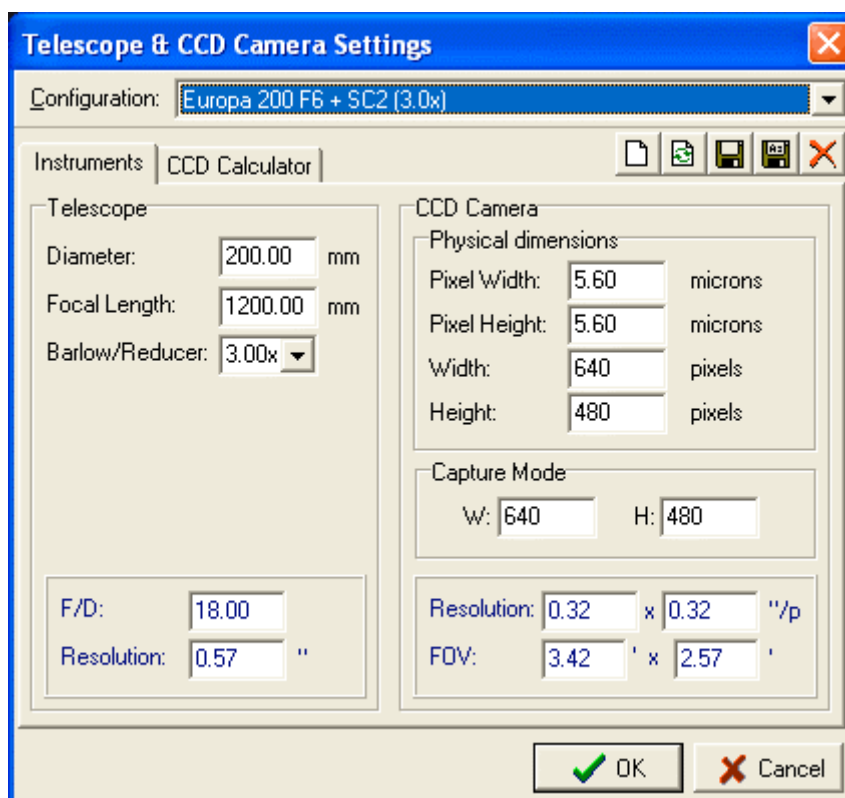 Telescope & CCD Camera Settings
Configuration: Europa 200 F6 + SC2 (3.0x)
Instruments CCD Calculator
Telescope
Diameter: 200.00 mm
Focal Length: 1200.00 mm
Barlow/Reducer: 3.00x
F/D: 18.00
Resolution: 0.57 "
CCD Camera
Physical dimensions
Pixel Width: 5.60 microns
Pixel Height: 5.60 microns
Width: 640 pixels
Height: 480 pixels
Capture Mode
W: 640 H: 480
Resolution: 0.32 x 0.32 "/p
FOV: 3.42 ' x 2.57 '
OK Cancel